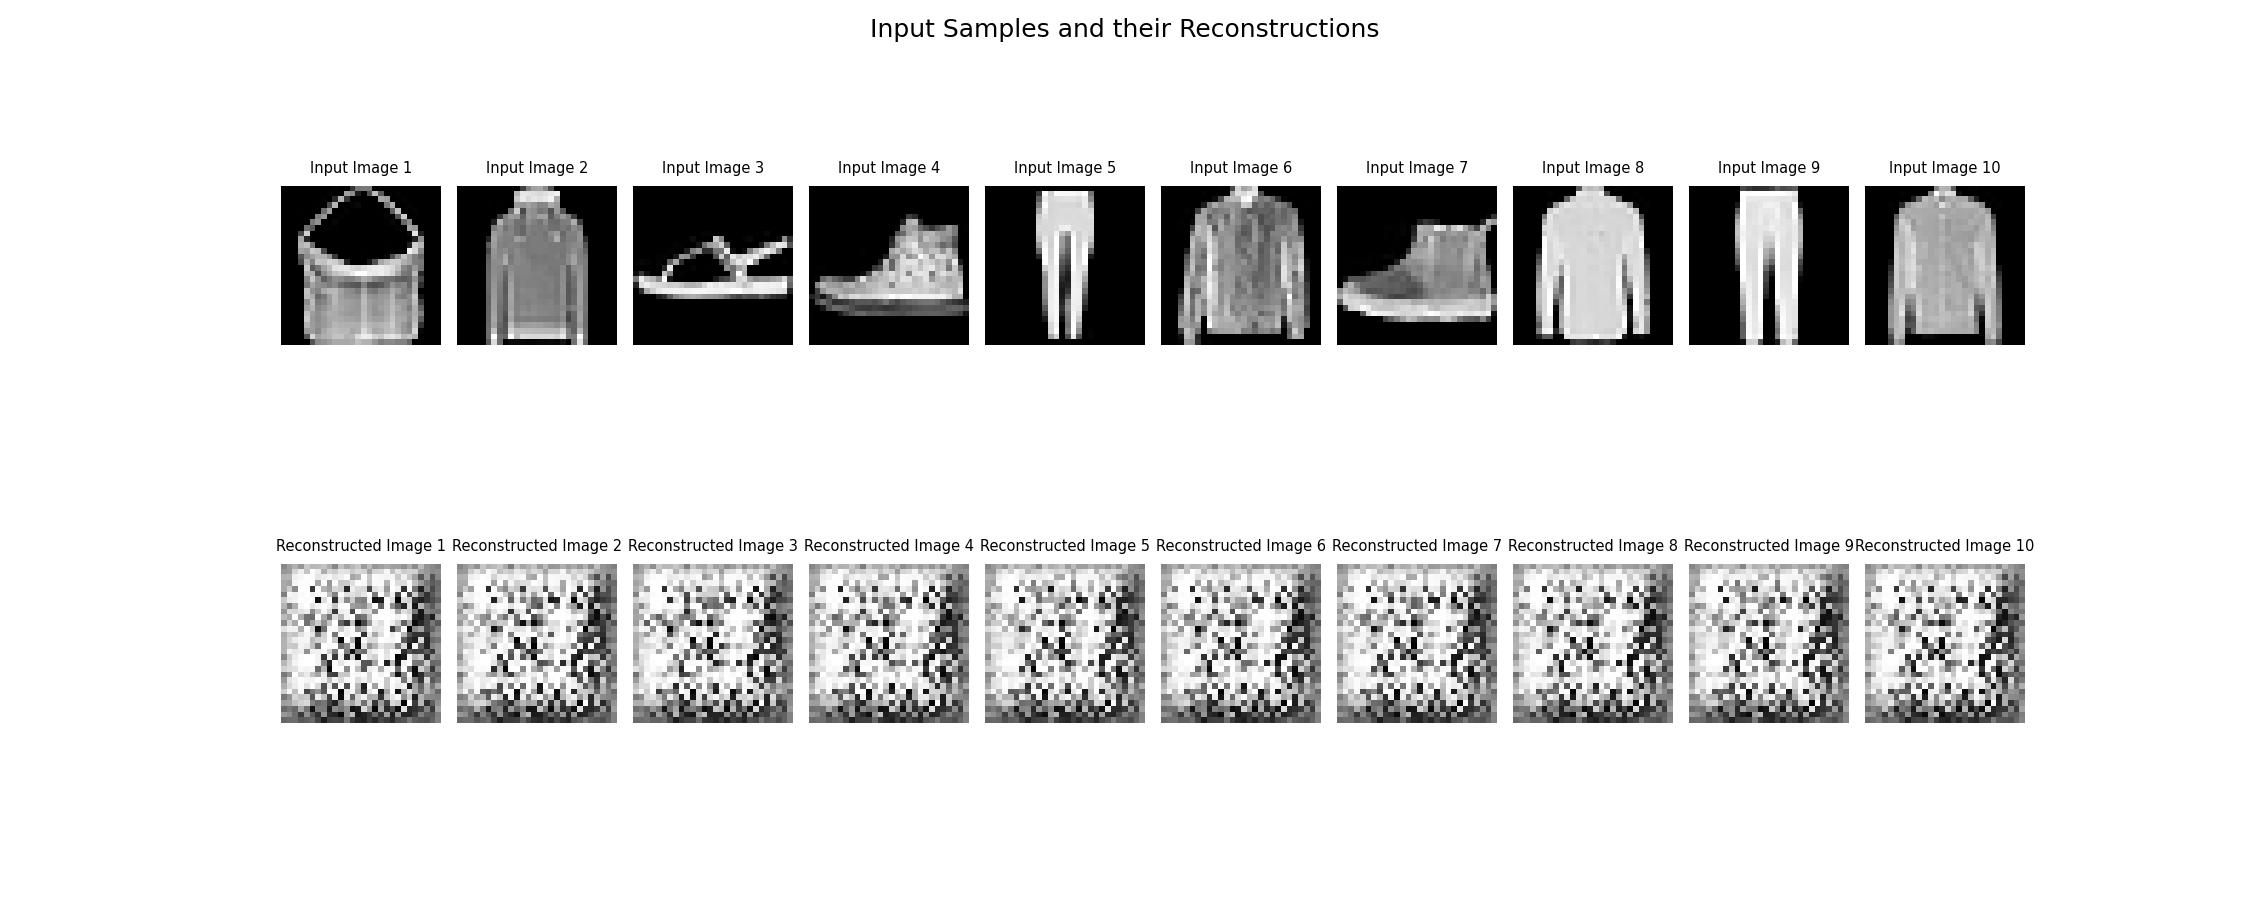 Input Samples and their Reconstructions
Input Image 1 Input Image 2 Input Image 3 Input Image 4 Input Image 5 Input Image 6 Input Image 7 Input Image 8 Input Image 9 Input Image 10
Reconstructed Image 1 Reconstructed Image 2 Reconstructed Image 3 Reconstructed Image 4 Reconstructed Image 5 Reconstructed Image 6 Reconstructed Image 7 Reconstructed Image 8 Reconstructed Image 9 Reconstructed Image 10